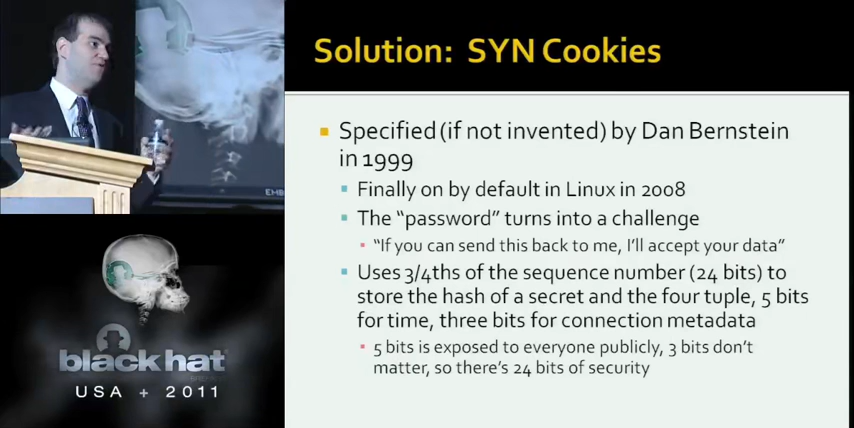 Solution: SYN Cookies
Specified (if not invented) by Dan Bernstein
in 1999
Finally on by default in Linux in 2008
The “password” turns into a challenge
“If you can send this back to me, I’ll accept your data”
Uses 3/4ths of the sequence number (24 bits) to
store the hash of a secret and the four tuple, 5 bits
for time, three bits for connection metadata
5 bits is exposed to everyone publicly, 3 bits don’t
matter, so there’s 24 bits of security
EMB
black hat
USA + 2011